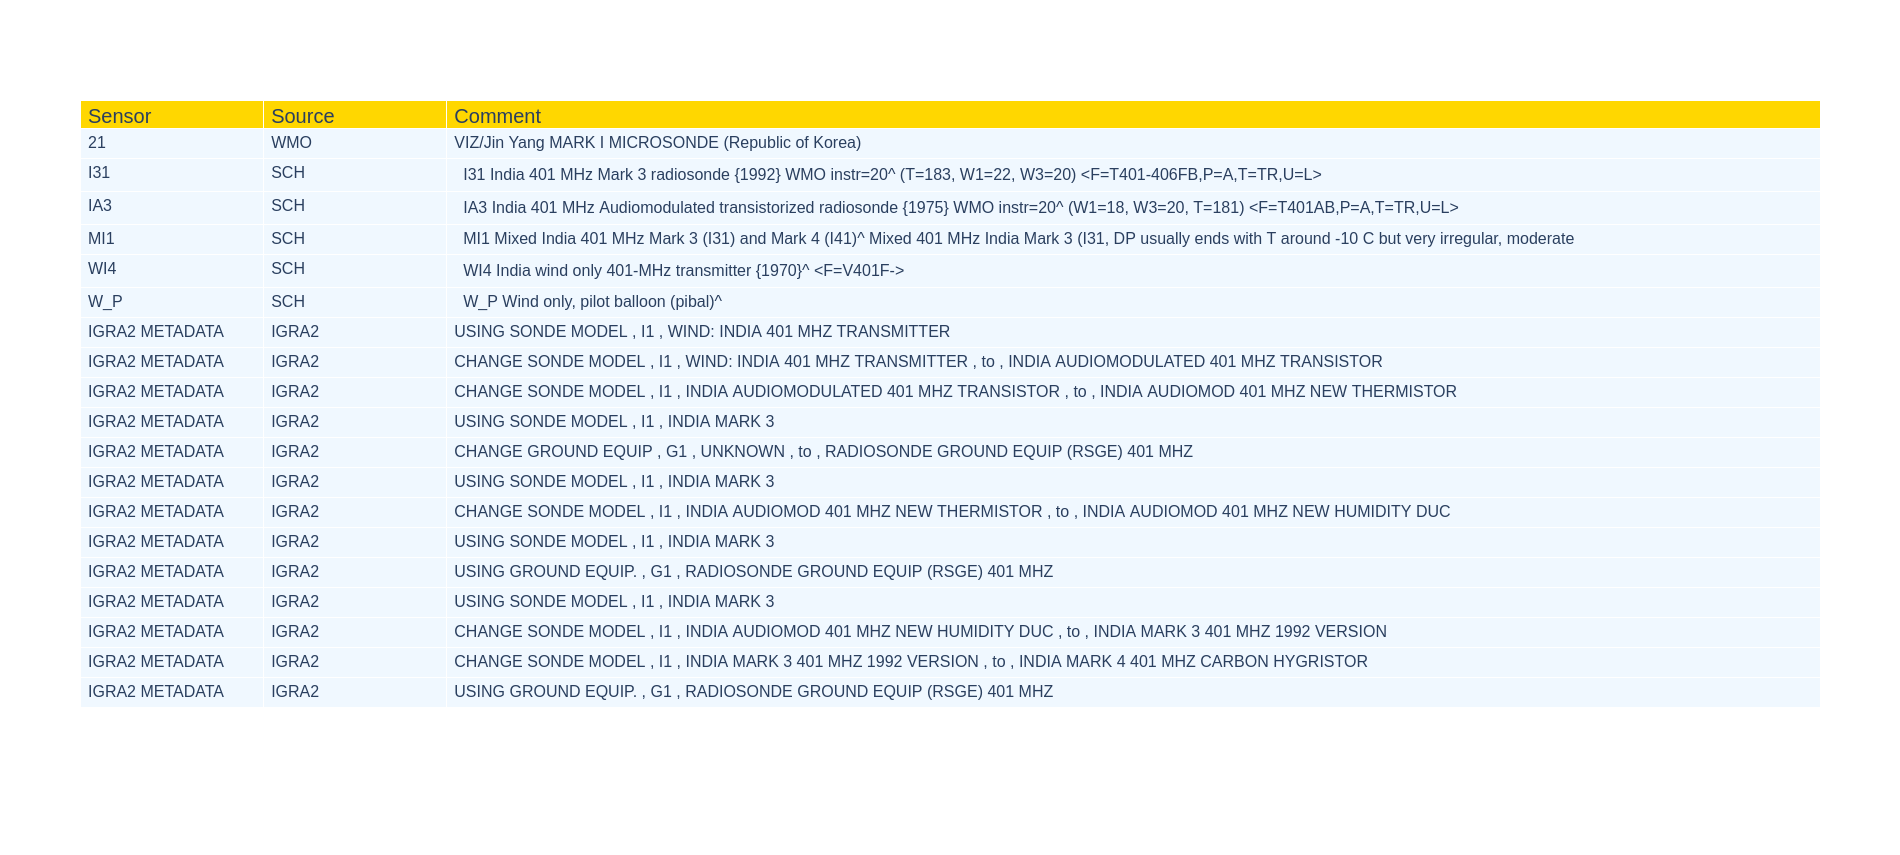 Sensor Source Comment
21 WMO VIZ/Jin Yang MARK I MICROSONDE (Republic of Korea)
I31 SCH I31 India 401 MHz Mark 3 radiosonde {1992} WMO instr=20^ (T=183, W1=22, W3=20) <F=T401-406FB,P=A,T=TR,U=L>
IA3 SCH IA3 India 401 MHz Audiomodulated transistorized radiosonde {1975} WMO instr=20^ (W1=18, W3=20, T=181) <F=T401AB,P=A,T=TR,U=L>
MI1 SCH MI1 Mixed India 401 MHz Mark 3 (I31) and Mark 4 (I41)^ Mixed 401 MHz India Mark 3 (I31, DP usually ends with T around -10 C but very irregular, moderate
WI4 SCH WI4 India wind only 401-MHz transmitter {1970}^ <F=V401F->
W_P SCH W_P Wind only, pilot balloon (pibal)^
IGRA2 METADATA IGRA2 USING SONDE MODEL , I1 , WIND: INDIA 401 MHZ TRANSMITTER
IGRA2 METADATA IGRA2 CHANGE SONDE MODEL , I1 , WIND: INDIA 401 MHZ TRANSMITTER , to , INDIA AUDIOMODULATED 401 MHZ TRANSISTOR
IGRA2 METADATA IGRA2 CHANGE SONDE MODEL , I1 , INDIA AUDIOMODULATED 401 MHZ TRANSISTOR , to , INDIA AUDIOMOD 401 MHZ NEW THERMISTOR
IGRA2 METADATA IGRA2 USING SONDE MODEL , I1 , INDIA MARK 3
IGRA2 METADATA IGRA2 CHANGE GROUND EQUIP , G1 , UNKNOWN , to , RADIOSONDE GROUND EQUIP (RSGE) 401 MHZ
IGRA2 METADATA IGRA2 USING SONDE MODEL , I1 , INDIA MARK 3
IGRA2 METADATA IGRA2 CHANGE SONDE MODEL , I1 , INDIA AUDIOMOD 401 MHZ NEW THERMISTOR , to , INDIA AUDIOMOD 401 MHZ NEW HUMIDITY DUC
IGRA2 METADATA IGRA2 USING SONDE MODEL , I1 , INDIA MARK 3
IGRA2 METADATA IGRA2 USING GROUND EQUIP. , G1 , RADIOSONDE GROUND EQUIP (RSGE) 401 MHZ
IGRA2 METADATA IGRA2 USING SONDE MODEL , I1 , INDIA MARK 3
IGRA2 METADATA IGRA2 CHANGE SONDE MODEL , I1 , INDIA AUDIOMOD 401 MHZ NEW HUMIDITY DUC , to , INDIA MARK 3 401 MHZ 1992 VERSION
IGRA2 METADATA IGRA2 CHANGE SONDE MODEL , I1 , INDIA MARK 3 401 MHZ 1992 VERSION , to , INDIA MARK 4 401 MHZ CARBON HYGRISTOR
IGRA2 METADATA IGRA2 USING GROUND EQUIP. , G1 , RADIOSONDE GROUND EQUIP (RSGE) 401 MHZ